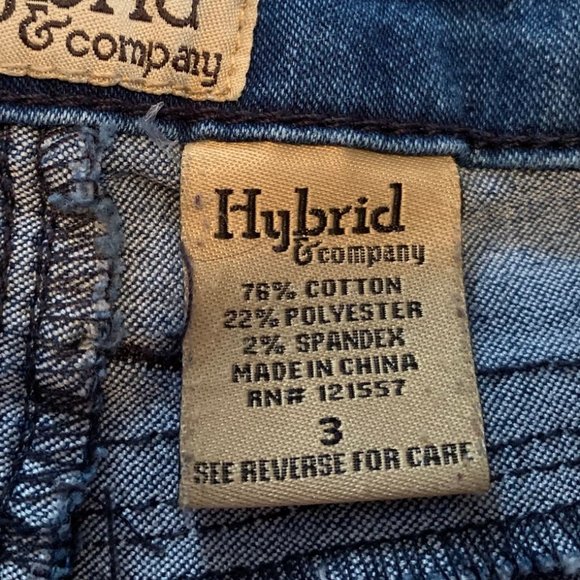 & company
Hybrid
& company
76% COTTON
22% POLYESTER
2% SPANDEX
MADE IN CHINA
RN# 121557
3
SEE REVERSE FOR CARE